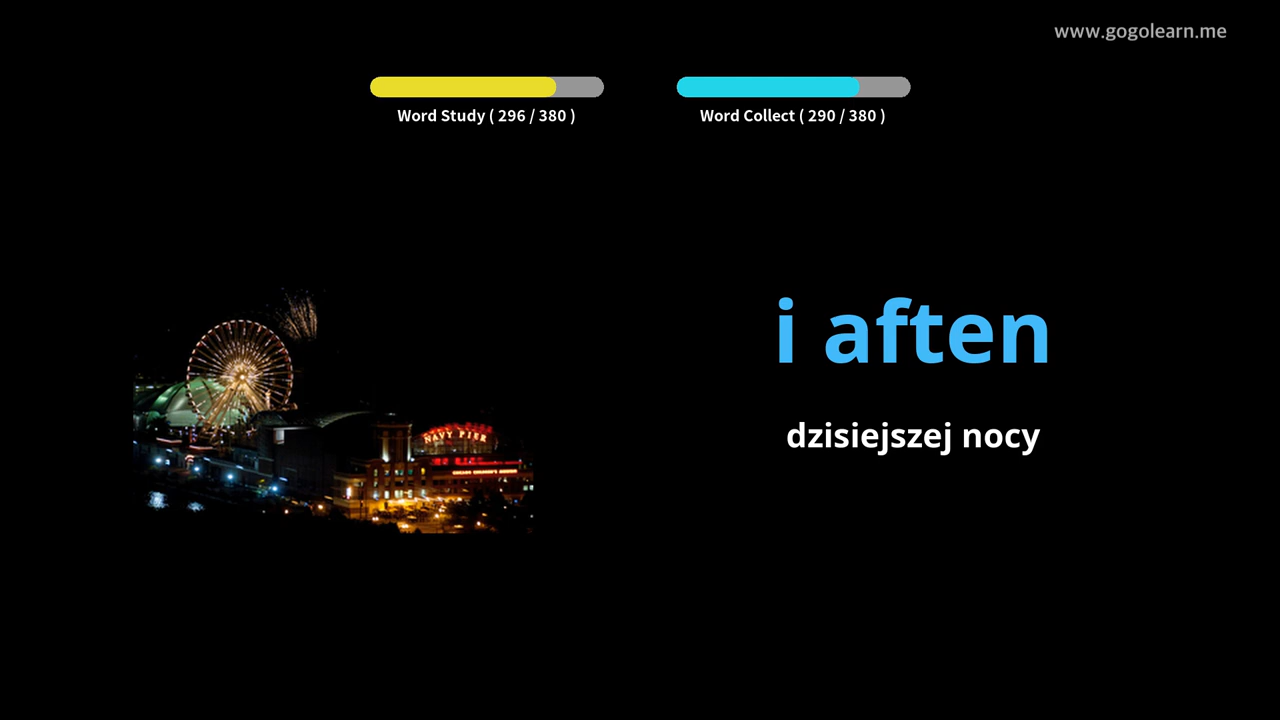 www.gogolearn.me
Word Study ( 296 / 380 )
Word Collect ( 290 / 380 )
i aften
dzisiejszej nocy
NAVY PIER